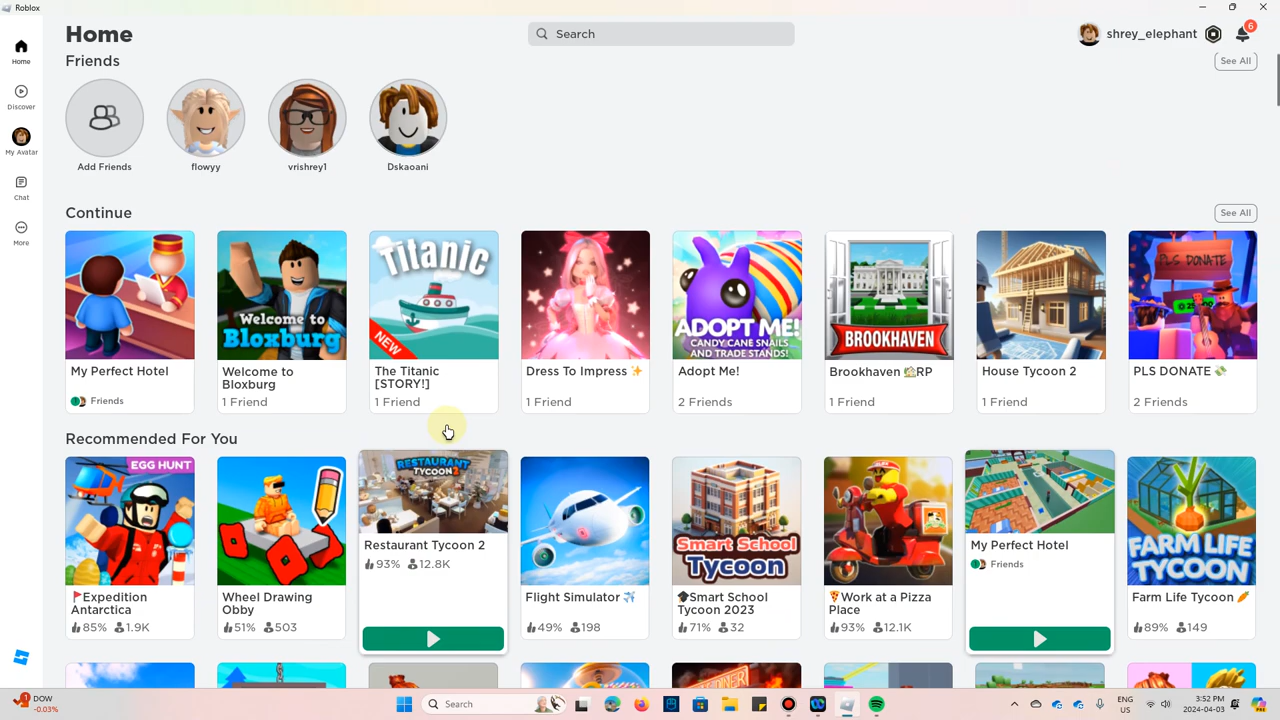 Roblox
Home
Search
shrey_elephant
6
Home
Discover
My Avatar
Chat
More
Friends
See All
Add Friends
flowyy
vrishrey1
Dskaoani
Continue
See All
Titanic
NEW
Welcome to
Bloxburg
ADOPT ME!
CANDY CANE SNAILS
AND TRADE STANDS!
BROOKHAVEN
PLS DONATE
My Perfect Hotel
Friends
Welcome to
Bloxburg
1 Friend
The Titanic
[STORY!]
1 Friend
Dress To Impress ✨
1 Friend
Adopt Me!
2 Friends
Brookhaven 🏡RP
1 Friend
House Tycoon 2
1 Friend
PLS DONATE 💸
2 Friends
Recommended For You
EGG HUNT
RESTAURANT
TYCOON 2
Smart School
Tycoon
FARM LIFE
TYCOON
🚩Expedition
Antarctica
85% 1.9K
Wheel Drawing
Obby
51% 503
Restaurant Tycoon 2
93% 12.8K
Flight Simulator ✈️
49% 198
🎓Smart School
Tycoon 2023
71% 32
🍕Work at a Pizza
Place
93% 12.1K
My Perfect Hotel
Friends
Farm Life Tycoon 🥕
89% 149
DOW
-0.03%
Search
ENG
US
3:52 PM
2024-04-03